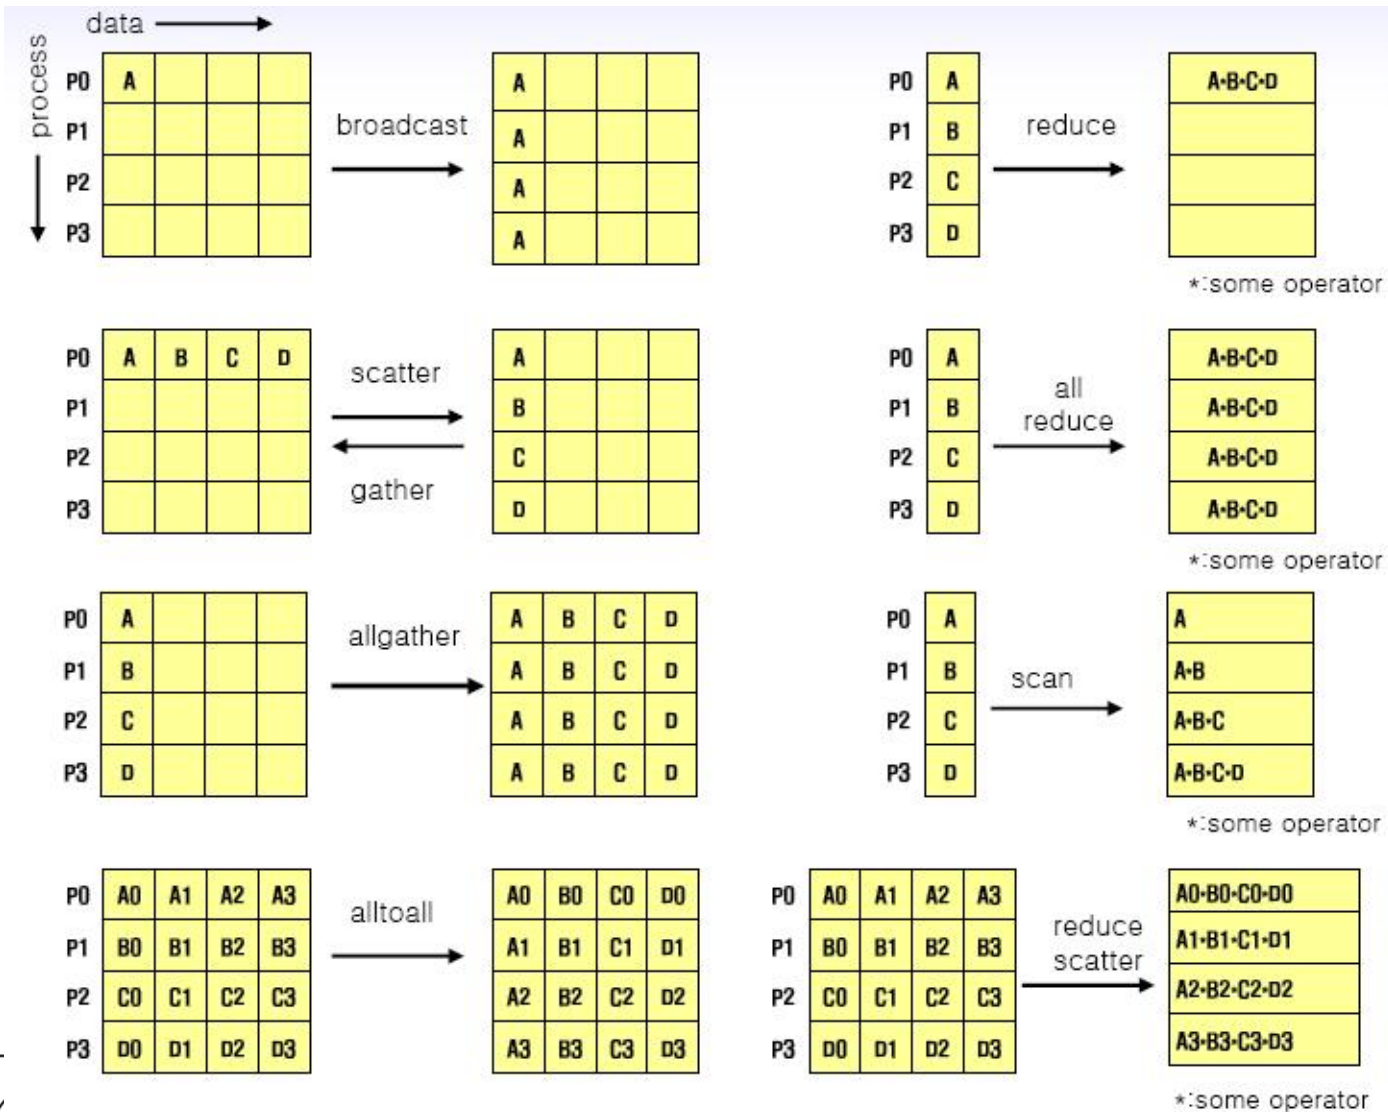 data
process
P0 A
P1
P2
P3
broadcast
A
A
A
A
P0 A
P1 B
P2 C
P3 D
reduce
A*B*C*D
*:some operator
P0 A B C D
P1
P2
P3
scatter
gather
A
B
C
D
P0 A
P1 B
P2 C
P3 D
all
reduce
A*B*C*D
A*B*C*D
A*B*C*D
A*B*C*D
*:some operator
P0 A
P1 B
P2 C
P3 D
allgather
A B C D
A B C D
A B C D
A B C D
P0 A
P1 B
P2 C
P3 D
scan
A
A*B
A*B*C
A*B*C*D
*:some operator
P0 A0 A1 A2 A3
P1 B0 B1 B2 B3
P2 C0 C1 C2 C3
P3 D0 D1 D2 D3
alltoall
A0 B0 C0 D0
A1 B1 C1 D1
A2 B2 C2 D2
A3 B3 C3 D3
P0 A0 A1 A2 A3
P1 B0 B1 B2 B3
P2 C0 C1 C2 C3
P3 D0 D1 D2 D3
reduce
scatter
A0*B0*C0*D0
A1*B1*C1*D1
A2*B2*C2*D2
A3*B3*C3*D3
*:some operator